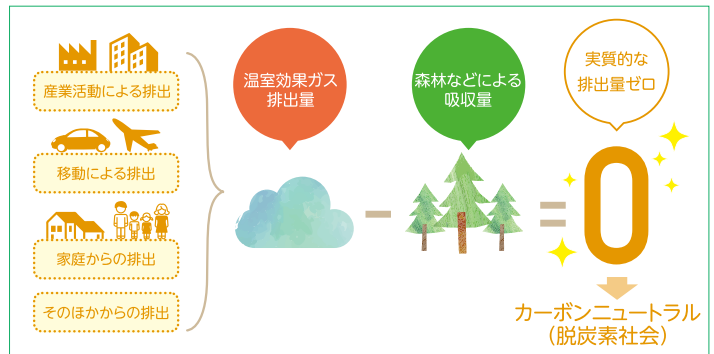 産業活動による排出
移動による排出
家庭からの排出
そのほかからの排出
温室効果ガス
排出量
森林などによる
吸収量
実質的な
排出量ゼロ
0
カーボンニュートラル
(脱炭素社会)